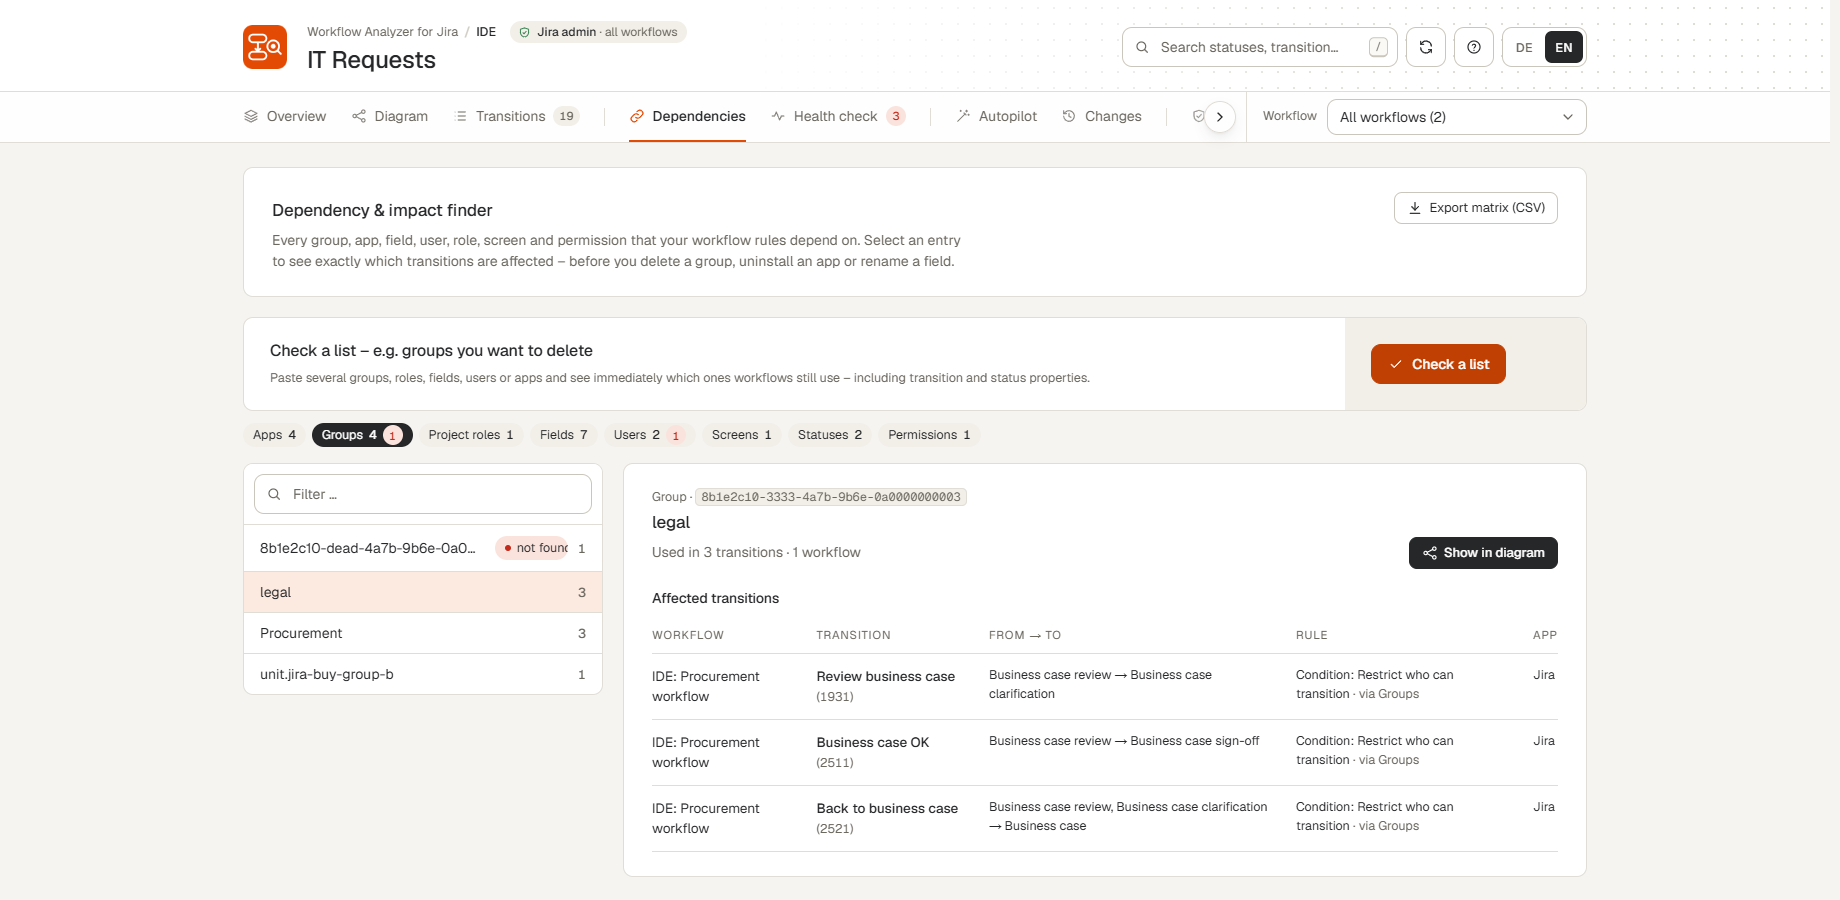 Workflow Analyzer for Jira / IDE
Jira admin · all workflows
IT Requests
Search statuses, transition...
/
DE
EN
Overview
Diagram
Transitions 19
Dependencies
Health check 3
Autopilot
Changes
Workflow
All workflows (2)
Dependency & impact finder
Export matrix (CSV)
Every group, app, field, user, role, screen and permission that your workflow rules depend on. Select an entry
to see exactly which transitions are affected – before you delete a group, uninstall an app or rename a field.
Check a list – e.g. groups you want to delete
Paste several groups, roles, fields, users or apps and see immediately which ones workflows still use – including transition and status properties.
Check a list
Apps 4
Groups 4 1
Project roles 1
Fields 7
Users 2 1
Screens 1
Statuses 2
Permissions 1
Filter ...
8b1e2c10-dead-4a7b-9b6e-0a0... not found 1
legal 3
Procurement 3
unit.jira-buy-group-b 1
Group · 8b1e2c10-3333-4a7b-9b6e-0a0000000003
legal
Used in 3 transitions · 1 workflow
Show in diagram
Affected transitions
WORKFLOW TRANSITION FROM → TO RULE APP
IDE: Procurement workflow
Review business case (1931)
Business case review → Business case clarification
Condition: Restrict who can transition · via Groups
Jira
IDE: Procurement workflow
Business case OK (2511)
Business case review → Business case sign-off
Condition: Restrict who can transition · via Groups
Jira
IDE: Procurement workflow
Back to business case (2521)
Business case review, Business case clarification → Business case
Condition: Restrict who can transition · via Groups
Jira